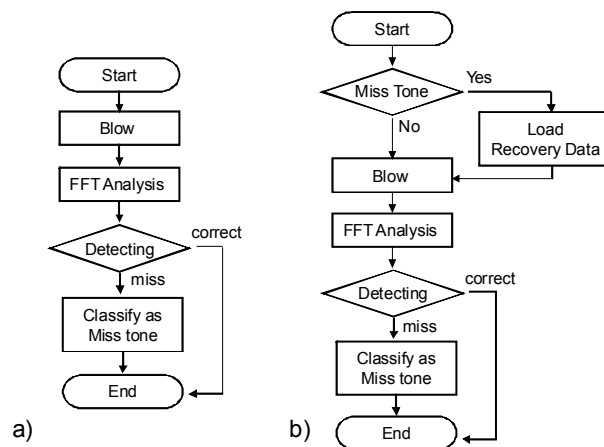 Start
Blow
FFT Analysis
Detecting
correct
miss
Classify as
Miss tone
End
a)
Start
Miss Tone
Yes
No
Load
Recovery Data
Blow
FFT Analysis
Detecting
correct
miss
Classify as
Miss tone
End
b)